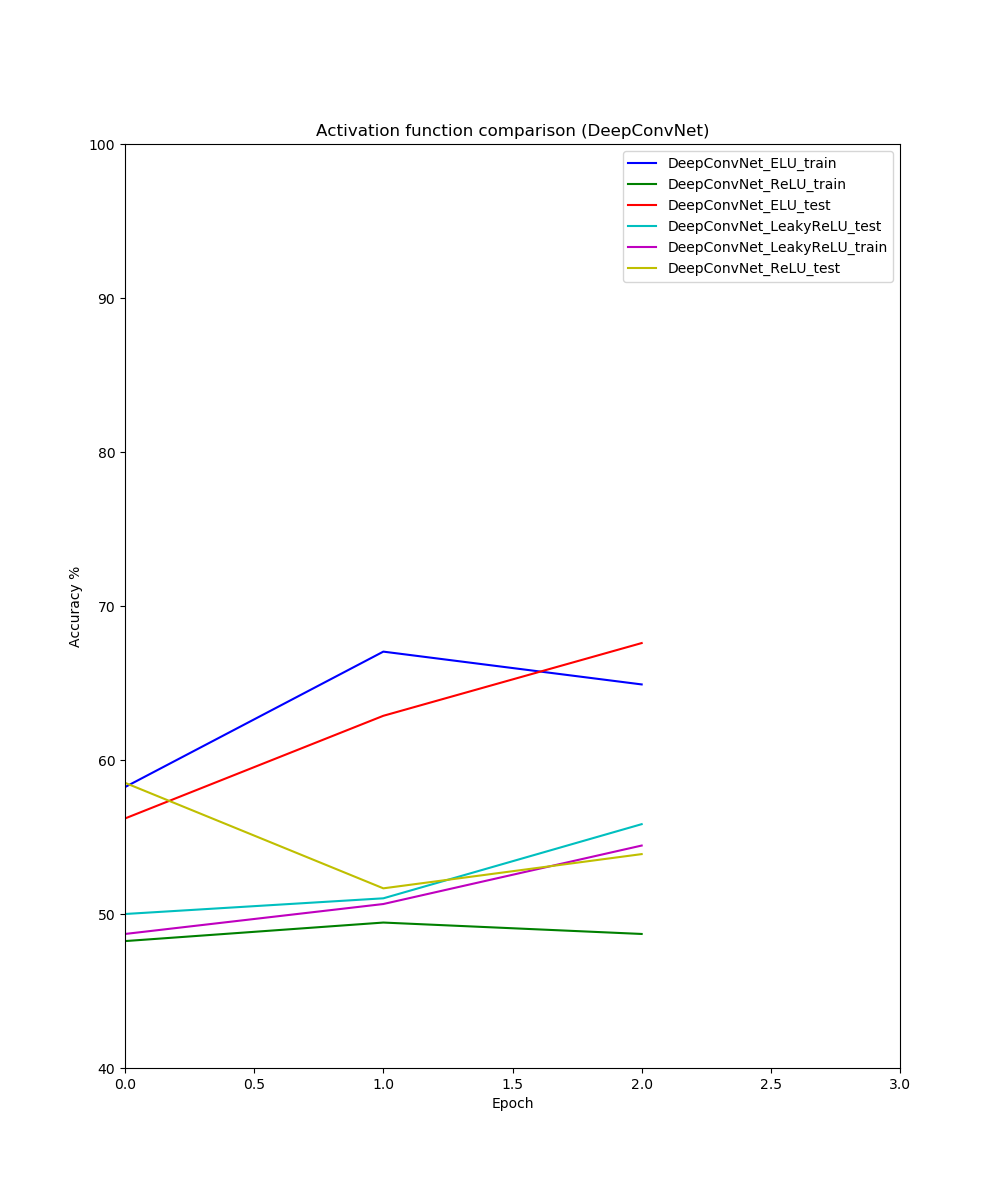 Activation function comparison (DeepConvNet)
100
90
80
70
60
50
40
Accuracy %
DeepConvNet_ELU_train
DeepConvNet_ReLU_train
DeepConvNet_ELU_test
DeepConvNet_LeakyReLU_test
DeepConvNet_LeakyReLU_train
DeepConvNet_ReLU_test
0.0 0.5 1.0 1.5 2.0 2.5 3.0
Epoch